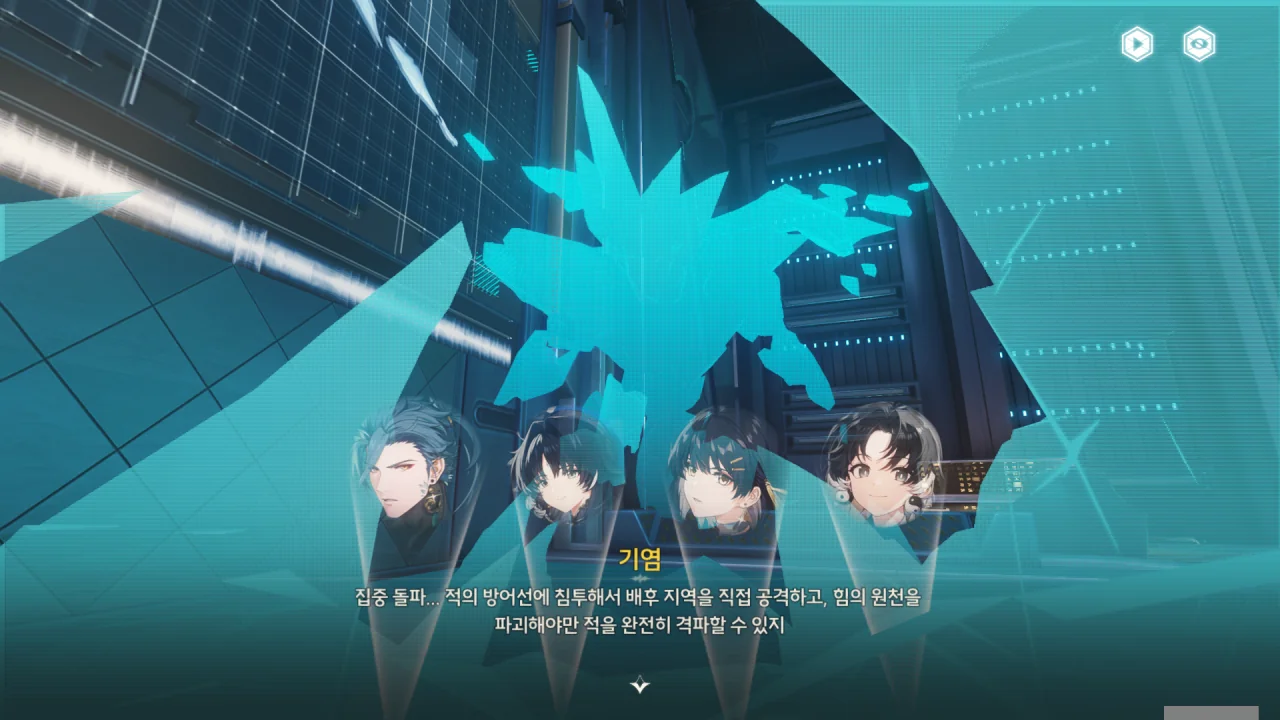 기염
집중 돌파... 적의 방어선에 침투해서 배후 지역을 직접 공격하고, 힘의 원천을
파괴해야만 적을 완전히 격파할 수 있지